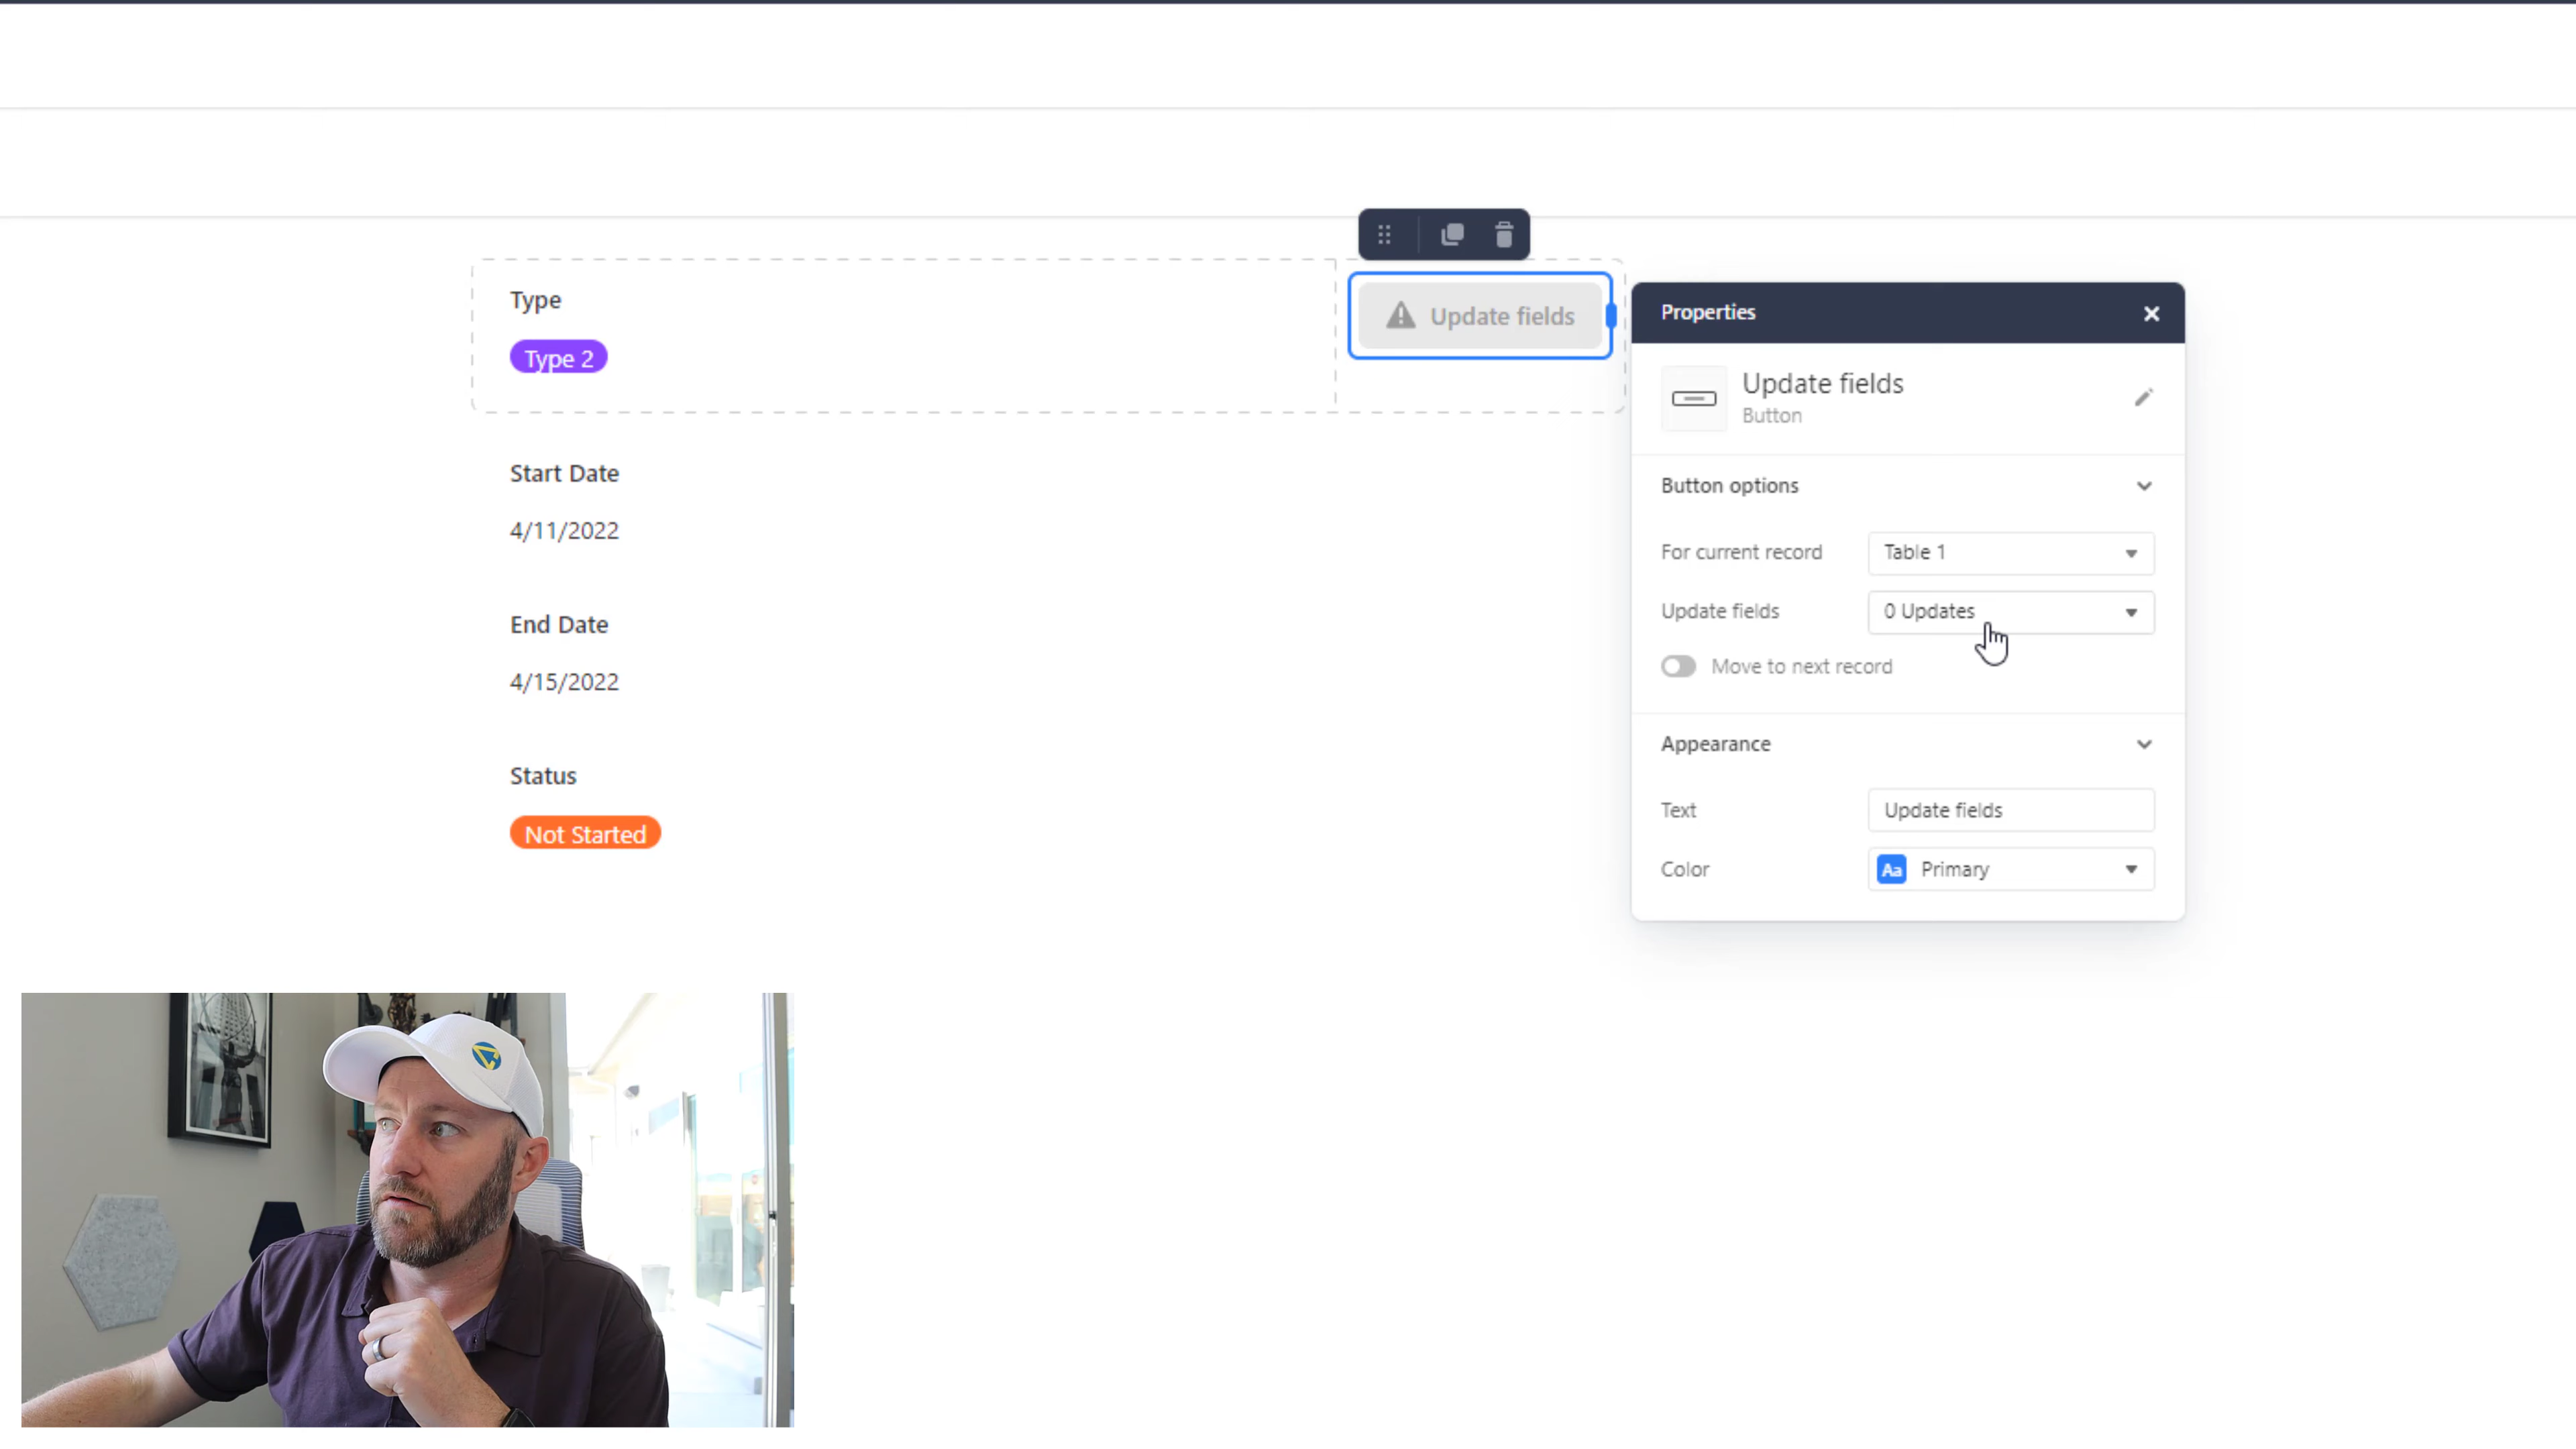 Type
Type 2
Start Date
4/11/2022
End Date
4/15/2022
Status
Not Started
Update fields
Properties
Update fields
Button
Button options
For current record Table 1
Update fields 0 Updates
Move to next record
Appearance
Text Update fields
Color Aa Primary